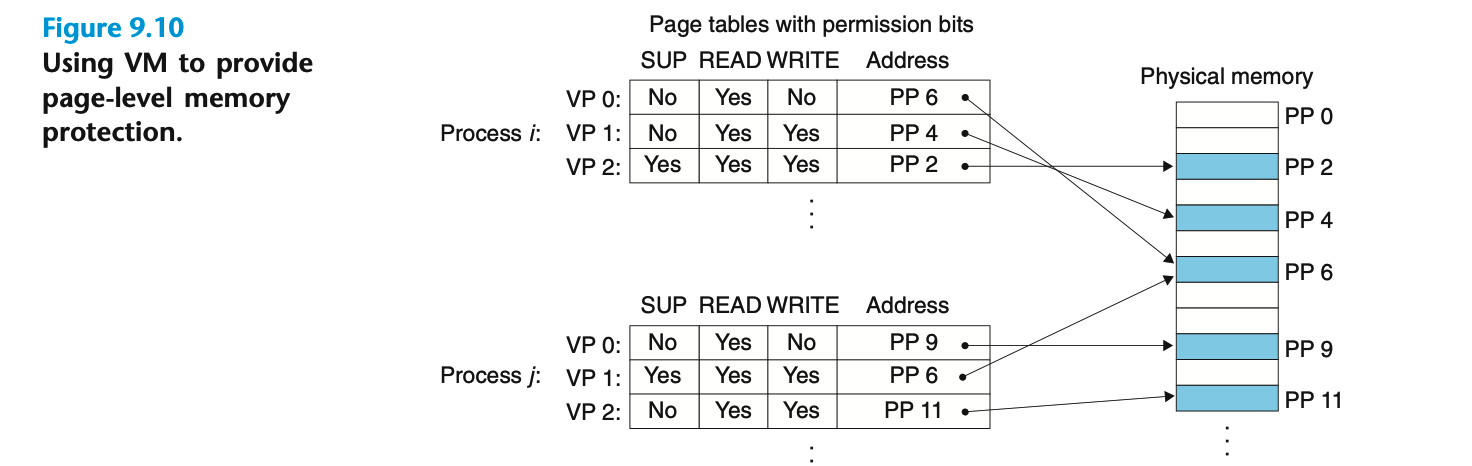 Figure 9.10
Using VM to provide
page-level memory
protection.
Page tables with permission bits
SUP READ WRITE Address
VP 0: No Yes No PP 6
Process i: VP 1: No Yes Yes PP 4
VP 2: Yes Yes Yes PP 2
SUP READ WRITE Address
VP 0: No Yes No PP 9
Process j: VP 1: Yes Yes Yes PP 6
VP 2: No Yes Yes PP 11
Physical memory
PP 0
PP 2
PP 4
PP 6
PP 9
PP 11